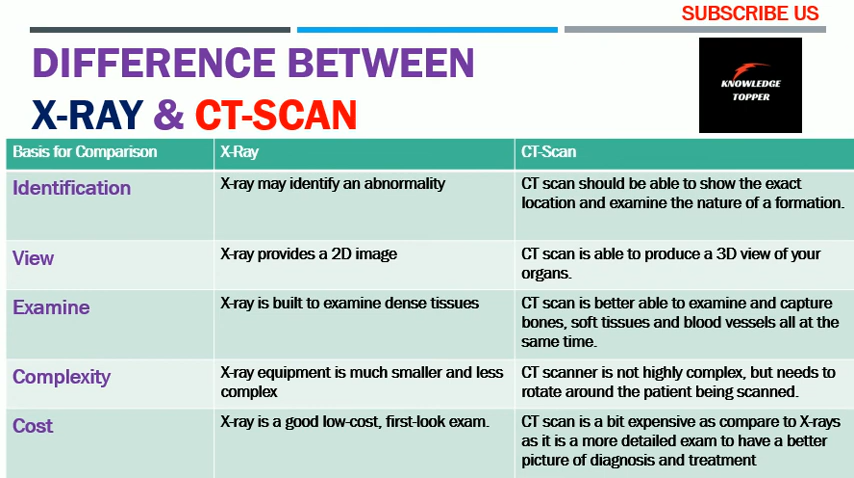 SUBSCRIBE US
DIFFERENCE BETWEEN
X-RAY & CT-SCAN
KNOWLEDGE
TOPPER
Basis for Comparison X-Ray CT-Scan
Identification
X-ray may identify an abnormality
CT scan should be able to show the exact
location and examine the nature of a formation.
View
X-ray provides a 2D image
CT scan is able to produce a 3D view of your
organs.
Examine
X-ray is built to examine dense tissues
CT scan is better able to examine and capture
bones, soft tissues and blood vessels all at the
same time.
Complexity
X-ray equipment is much smaller and less
complex
CT scanner is not highly complex, but needs to
rotate around the patient being scanned.
Cost
X-ray is a good low-cost, first-look exam.
CT scan is a bit expensive as compare to X-rays
as it is a more detailed exam to have a better
picture of diagnosis and treatment